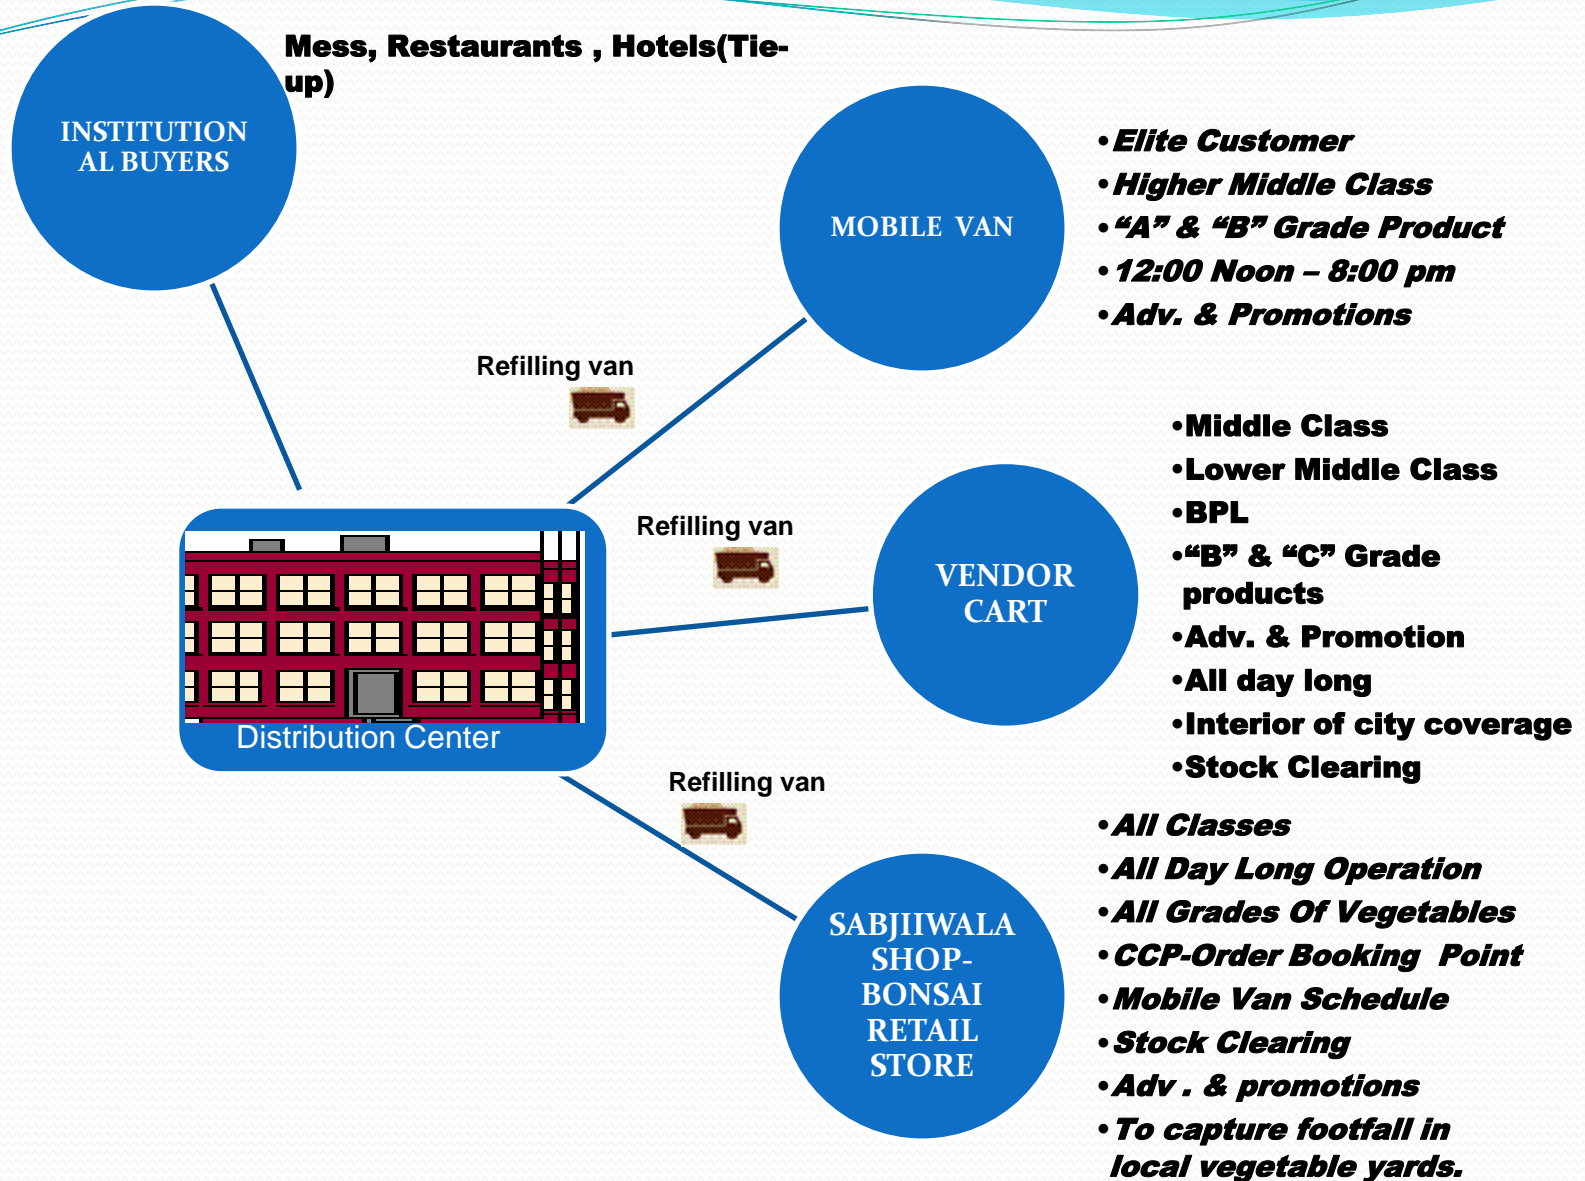 Mess, Restaurants , Hotels(Tie-
up)
INSTITUTION
AL BUYERS
MOBILE VAN
•Elite Customer
•Higher Middle Class
•“A” & “B” Grade Product
•12:00 Noon – 8:00 pm
•Adv. & Promotions
Refilling van
Refilling van
VENDOR
CART
•Middle Class
•Lower Middle Class
•BPL
•“B” & “C” Grade
products
•Adv. & Promotion
•All day long
•Interior of city coverage
•Stock Clearing
Distribution Center
Refilling van
SABJIIWALA
SHOP-
BONSAI
RETAIL
STORE
•All Classes
•All Day Long Operation
•All Grades Of Vegetables
•CCP-Order Booking Point
•Mobile Van Schedule
•Stock Clearing
•Adv . & promotions
•To capture footfall in
local vegetable yards.